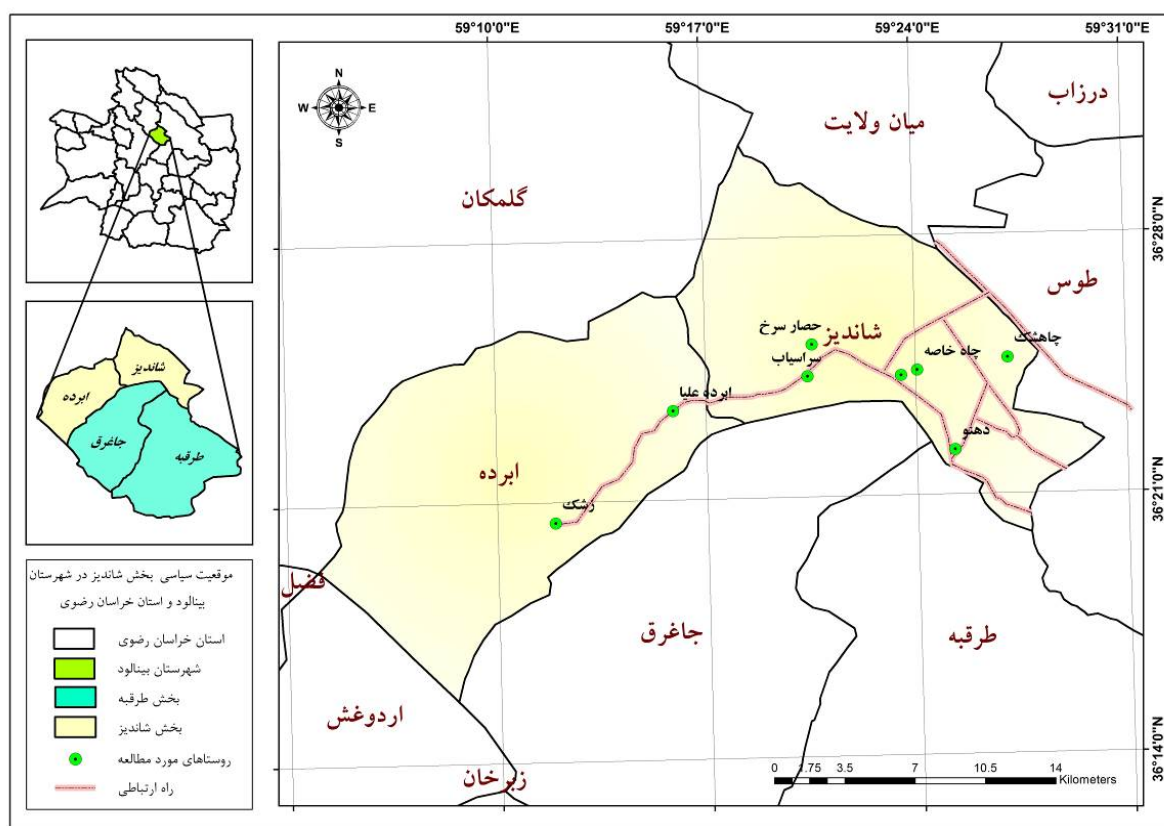 59°10'0"E
59°17'0"E
59°24'0"E
59°31'0"E
N
W
E
S
درزاب
میان ولایت
گلمکان
36°28'0"N
طوس
شاندیز
حصار سرخ
چاهشک
چاه خاصه
سراسیاب
ابرده علیا
دهنو
ابرده
36°21'0"N
زشک
فضل
جاغرق
طرقبه
اردوغش
زبرخان
36°14'0"N
0 1.75 3.5 7 10.5 14
Kilometers
شاندیز
ابرده
جاغرق
طرقبه
موقعیت سیاسی بخش شاندیز در شهرستان
بینالود و استان خراسان رضوی
استان خراسان رضوی
شهرستان بینالود
بخش طرقبه
بخش شاندیز
روستاهای مورد مطالعه
راه ارتباطی